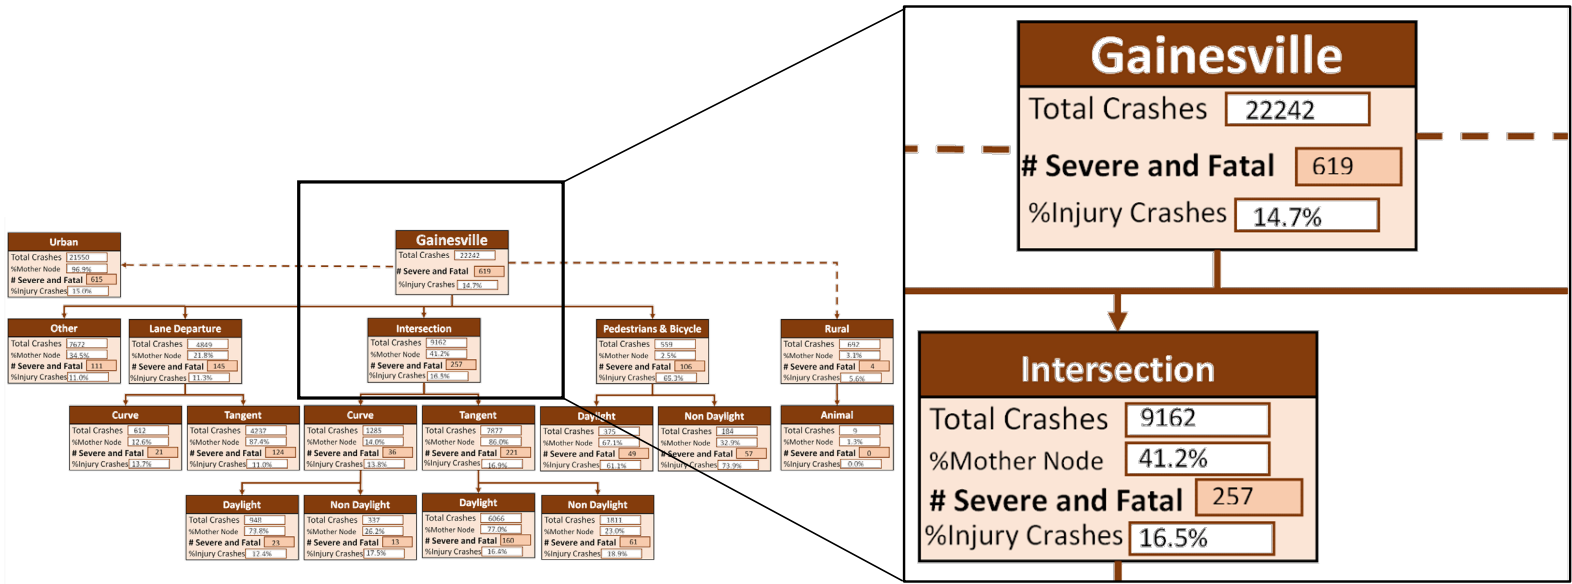 Gainesville
Total Crashes 22242
# Severe and Fatal 619
%Injury Crashes 14.7%
Intersection
Total Crashes 9162
%Mother Node 41.2%
# Severe and Fatal 257
%Injury Crashes 16.5%
Urban
Total Crashes 21550
%Mother Node 96.9%
# Severe and Fatal 615
%Injury Crashes 15.0%
Gainesville
Total Crashes 22242
# Severe and Fatal 619
%Injury Crashes 14.7%
Other
Total Crashes 7672
%Mother Node 34.5%
# Severe and Fatal 111
%Injury Crashes 11.0%
Lane Departure
Total Crashes 4849
%Mother Node 21.8%
# Severe and Fatal 145
%Injury Crashes 11.3%
Intersection
Total Crashes 9162
%Mother Node 41.2%
# Severe and Fatal 257
%Injury Crashes 16.5%
Pedestrians & Bicycle
Total Crashes 559
%Mother Node 2.5%
# Severe and Fatal 106
%Injury Crashes 65.3%
Rural
Total Crashes 692
%Mother Node 3.1%
# Severe and Fatal 4
%Injury Crashes 5.6%
Curve
Total Crashes 612
%Mother Node 12.6%
# Severe and Fatal 21
%Injury Crashes 13.7%
Tangent
Total Crashes 4237
%Mother Node 87.4%
# Severe and Fatal 124
%Injury Crashes 11.0%
Curve
Total Crashes 1285
%Mother Node 14.0%
# Severe and Fatal 36
%Injury Crashes 13.8%
Tangent
Total Crashes 7877
%Mother Node 86.0%
# Severe and Fatal 221
%Injury Crashes 16.9%
Daylight
Total Crashes 375
%Mother Node 67.1%
# Severe and Fatal 49
%Injury Crashes 61.1%
Non Daylight
Total Crashes 184
%Mother Node 32.9%
# Severe and Fatal 57
%Injury Crashes 73.9%
Animal
Total Crashes 9
%Mother Node 1.3%
# Severe and Fatal 0
%Injury Crashes 0.0%
Daylight
Total Crashes 948
%Mother Node 73.8%
# Severe and Fatal 23
%Injury Crashes 12.4%
Non Daylight
Total Crashes 337
%Mother Node 26.2%
# Severe and Fatal 13
%Injury Crashes 17.5%
Daylight
Total Crashes 6066
%Mother Node 77.0%
# Severe and Fatal 160
%Injury Crashes 16.4%
Non Daylight
Total Crashes 1811
%Mother Node 23.0%
# Severe and Fatal 61
%Injury Crashes 18.9%